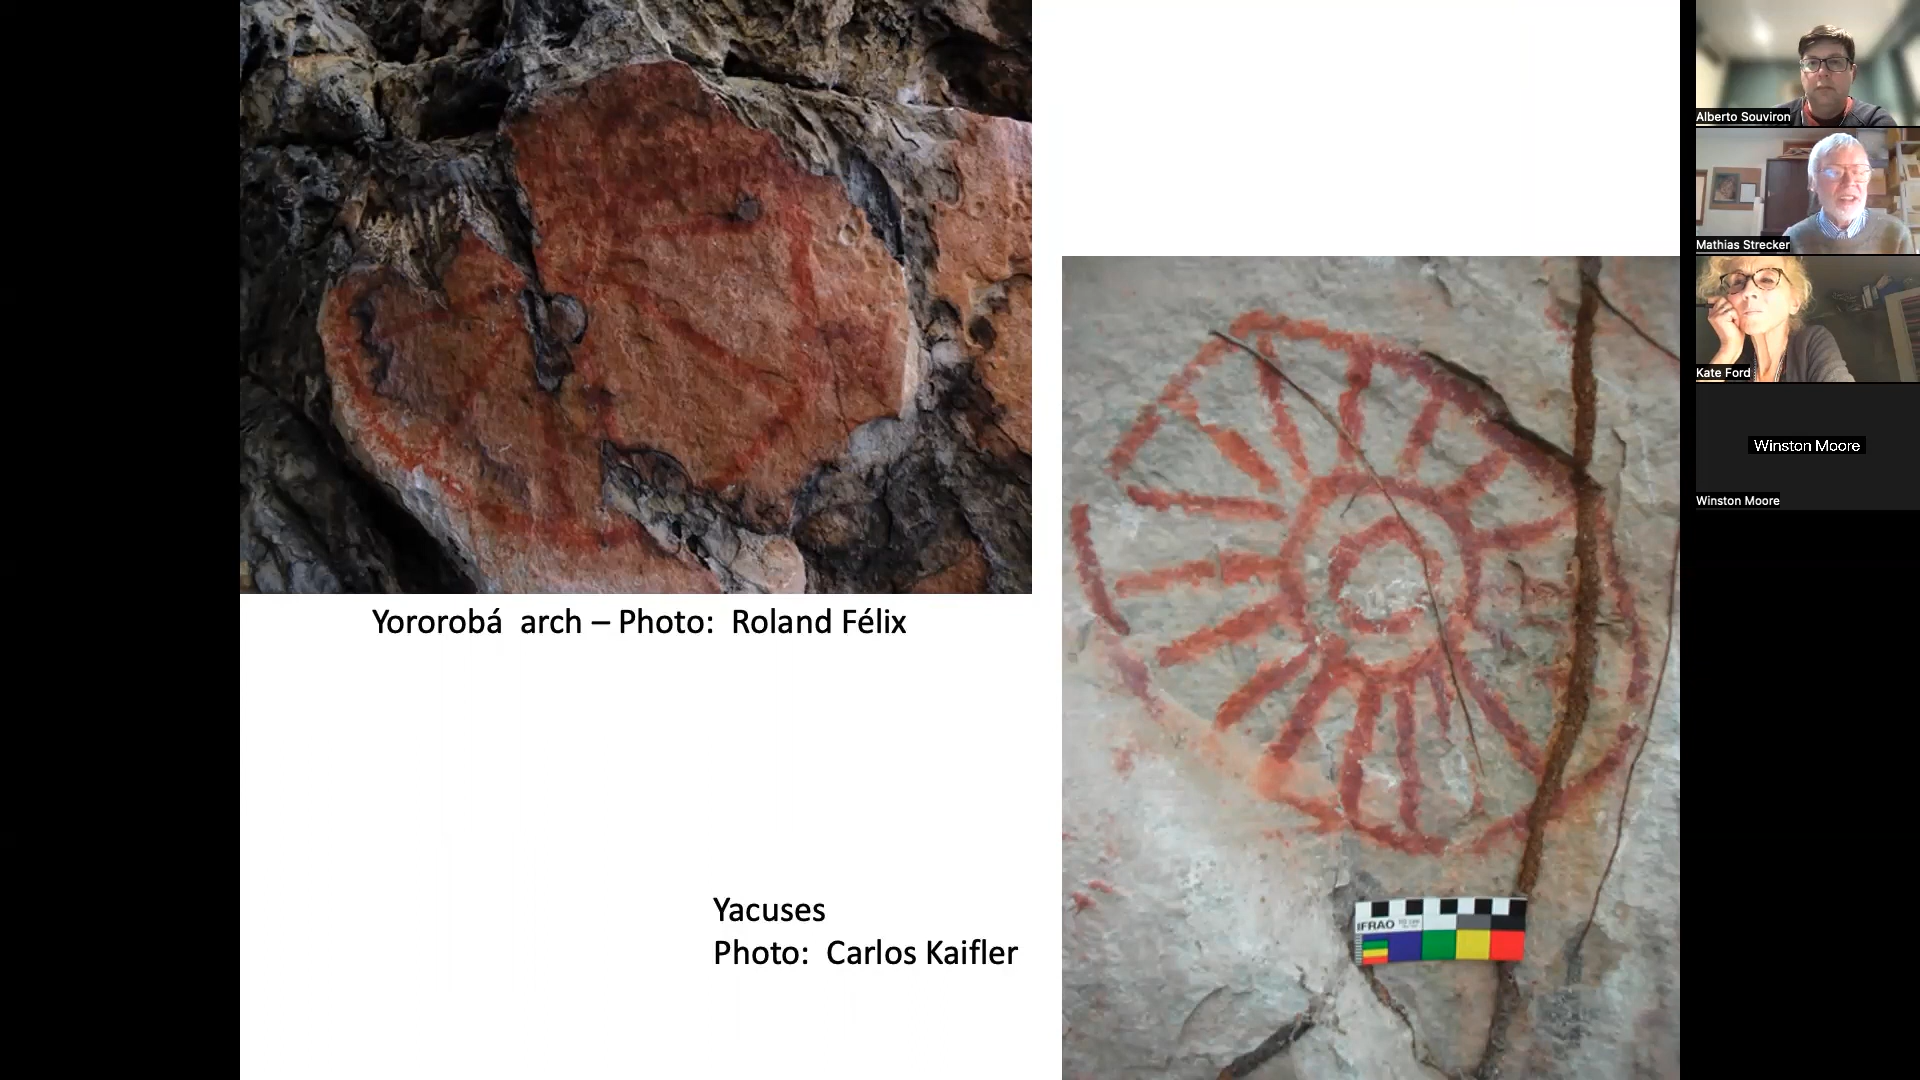 Yororobá arch – Photo: Roland Félix
Yacuses
Photo: Carlos Kaifler
IFRAO
Alberto Souviron
Mathias Strecker
Kate Ford
Winston Moore
Winston Moore